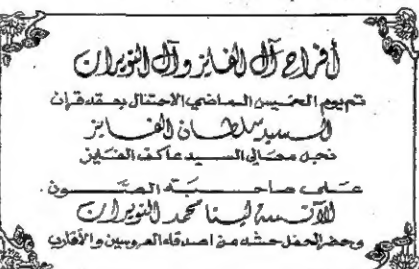 أفراح آل الفايز وآل النويران
تم يوم الخميس الماضي الاحتفال بعقد قران
السيد سلطان الفايز
نجل معالي السيد عاكف الفايز
على صاحبة الصون
الآنسة لينا محمد النويران
وحضر الحفل حشد من اصدقاء العروسين والأقارب